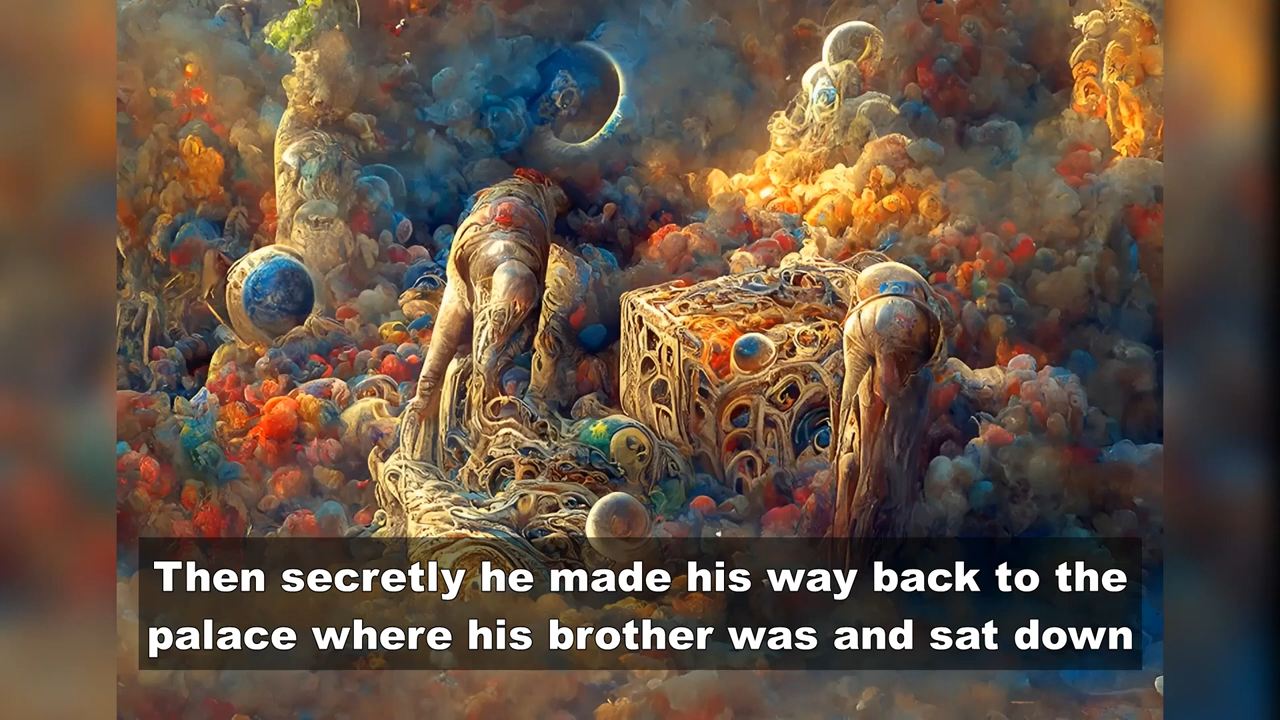 Then secretly he made his way back to the
palace where his brother was and sat down